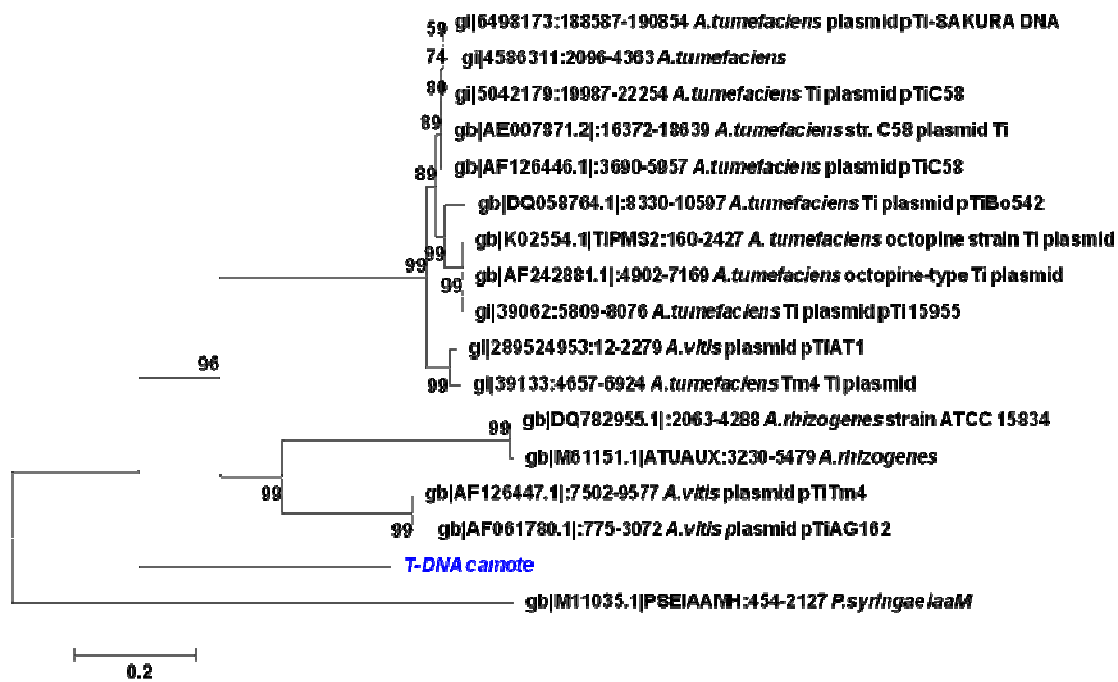 59
gi|6498173:188587-190854 A.tumefaciens plasmid pTi-SAKURA DNA
74
gi|4586311:2096-4363 A.tumefaciens
80
gi|5042179:19987-22254 A.tumefaciens Ti plasmid pTiC58
89
gb|AE007871.2|:16372-18639 A.tumefaciens str. C58 plasmid Ti
gb|AF126446.1|:3690-5957 A.tumefaciens plasmid pTiC58
89
gb|DQ058764.1|:8330-10597 A.tumefaciens Ti plasmid pTiBo542
gb|K02554.1|TIPMS2:160-2427 A. tumefaciens octopine strain Ti plasmid
99
99
gb|AF242881.1|:4902-7169 A.tumefaciens octopine-type Ti plasmid
99
gi|39062:5809-8076 A.tumefaciens Ti plasmid pTi 15955
gi|289524953:12-2279 A.vitis plasmid pTiAT1
96
99
gi|39133:4657-6924 A.tumefaciens Tm4 Ti plasmid
gb|DQ782955.1|:2063-4288 A.rhizogenes strain ATCC 15834
99
gb|M61151.1|ATUAUX:3230-5479 A.rhizogenes
99
gb|AF126447.1|:7502-9577 A.vitis plasmid pTiTm4
99
gb|AF061780.1|:775-3072 A.vitis plasmid pTiAG162
T-DNA camote
gb|M11035.1|PSEIAAMH:454-2127 P.syringae iaaM
0.2